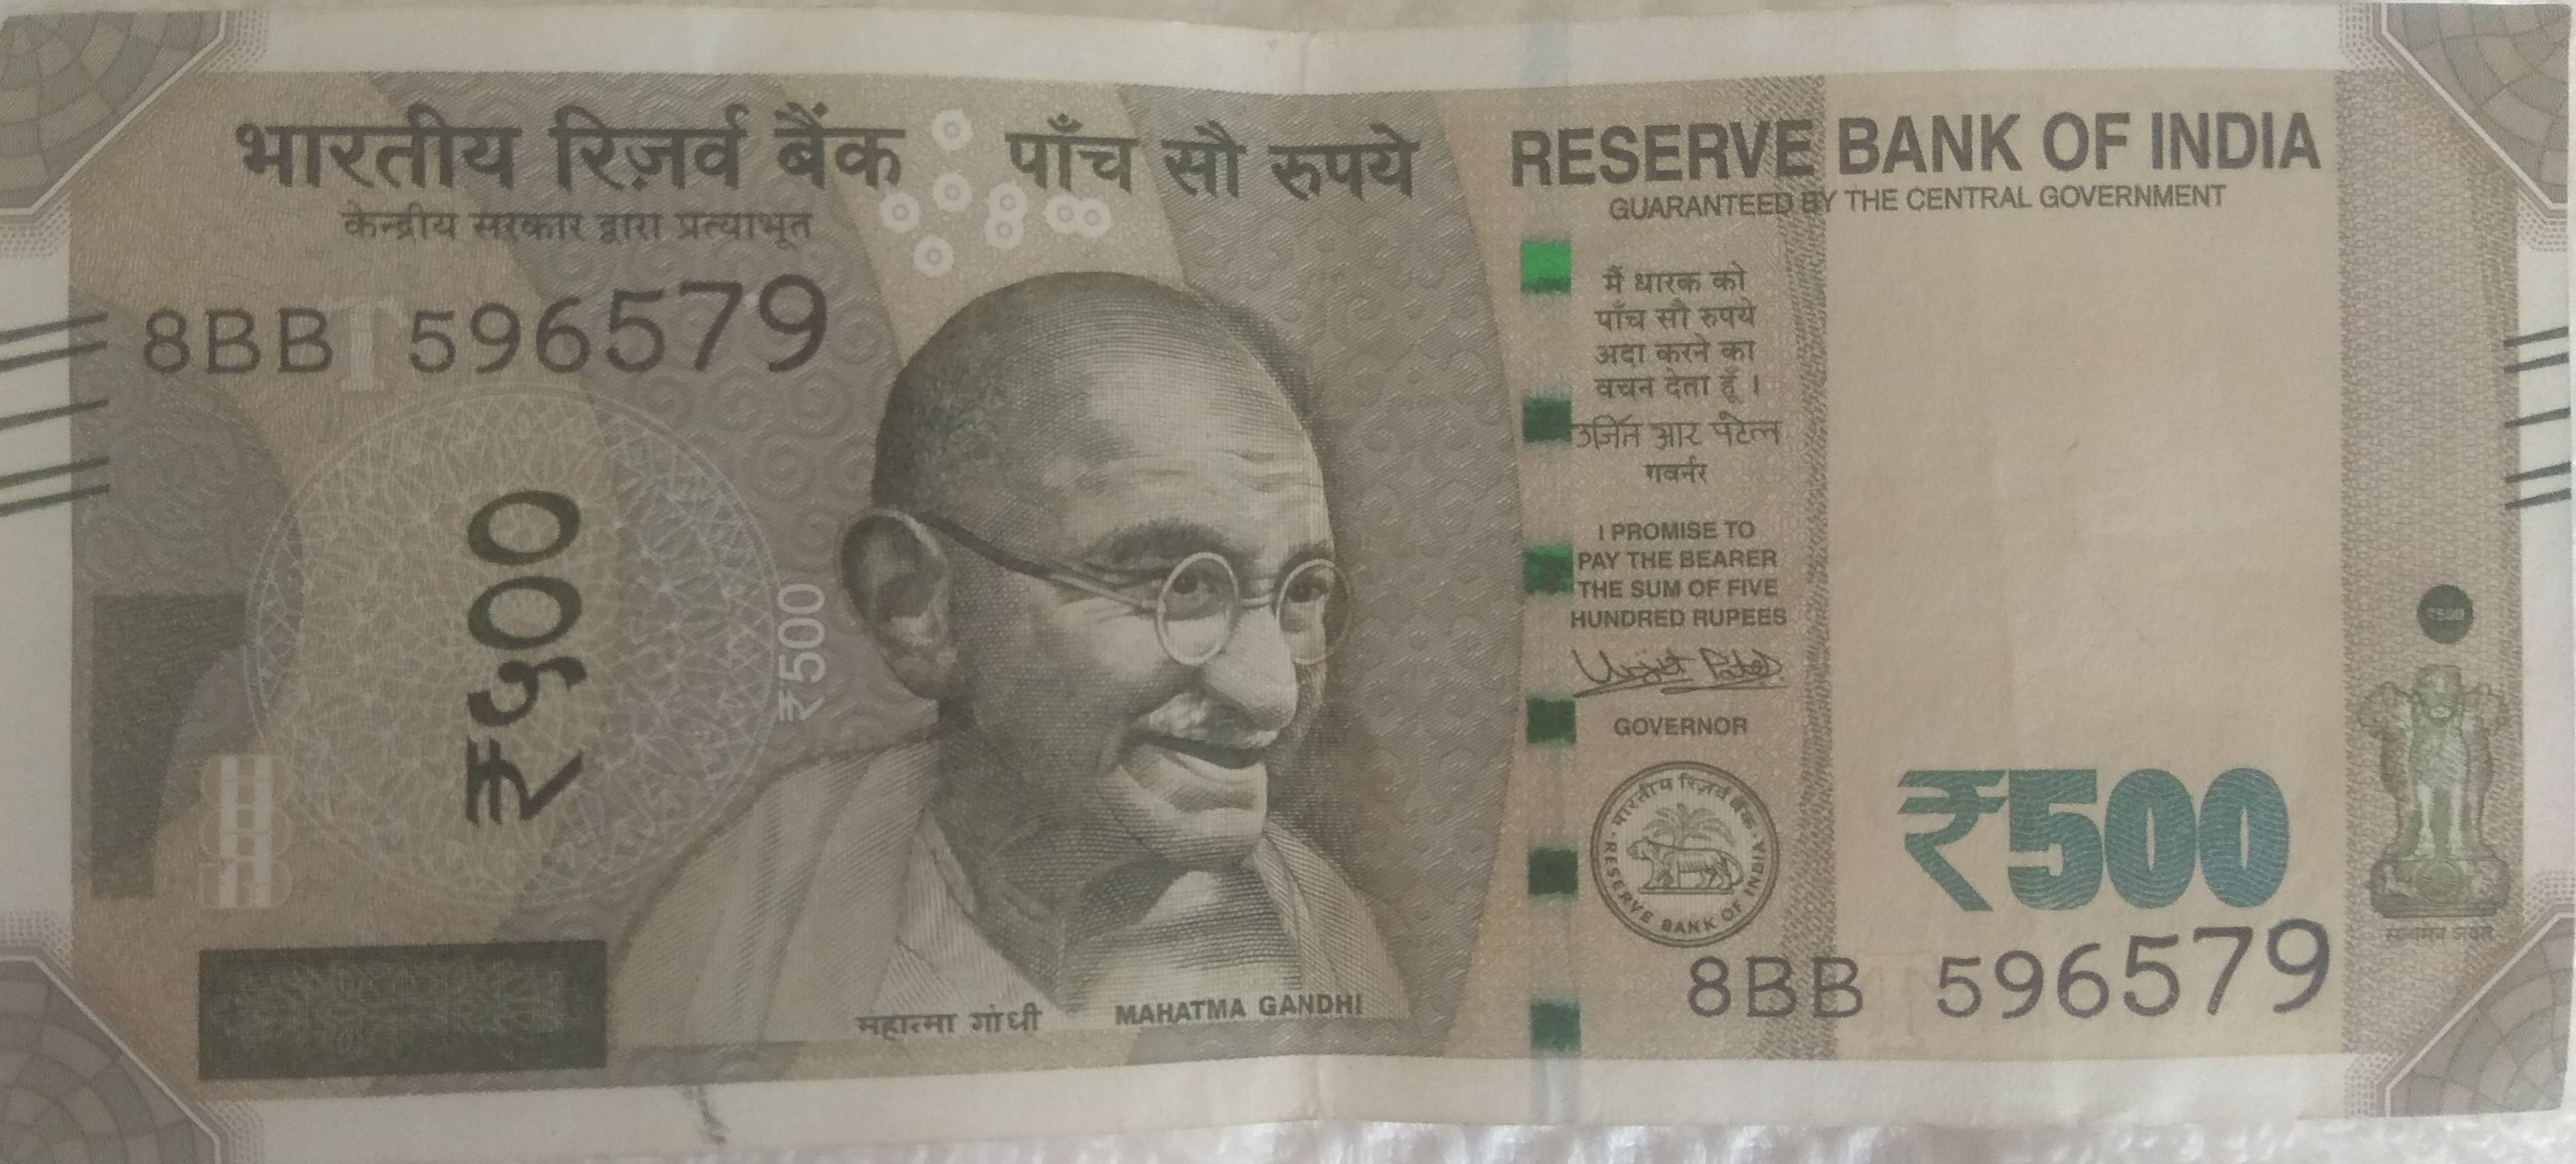 भारतीय रिज़र्व बैंक
केन्द्रीय सरकार द्वारा प्रत्याभूत
पाँच सौ रुपये
RESERVE BANK OF INDIA
GUARANTEED BY THE CENTRAL GOVERNMENT
8BB 596579
T
₹५००
₹500
मैं धारक को
पाँच सौ रुपये
अदा करने का
वचन देता हूँ ।
उर्जित आर पटेल
गवर्नर
I PROMISE TO
PAY THE BEARER
THE SUM OF FIVE
HUNDRED RUPEES
Urjit Patel
GOVERNOR
भारतीय रिज़र्व बैंक
RESERVE BANK OF INDIA
₹500
₹500
सत्यमेव जयते
8BB 596579
महात्मा गांधी
MAHATMA GANDHI